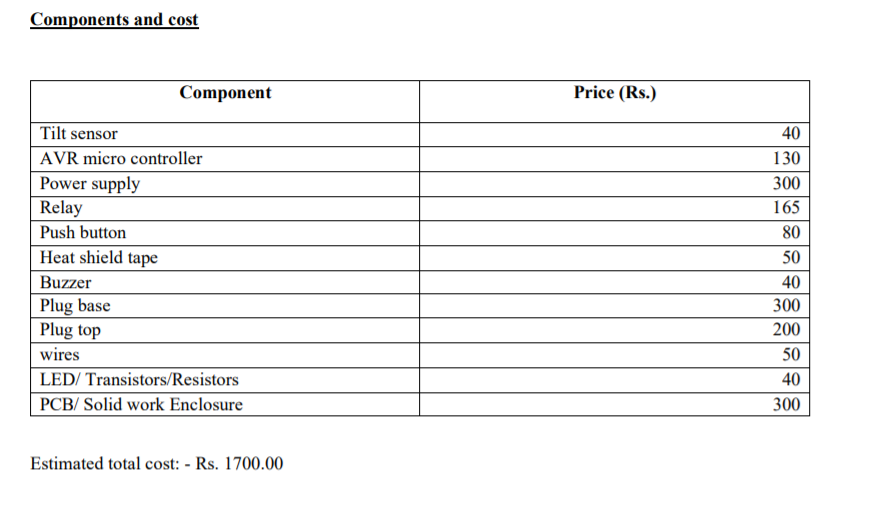 Components and cost
Component Price (Rs.)
Tilt sensor 40
AVR micro controller 130
Power supply 300
Relay 165
Push button 80
Heat shield tape 50
Buzzer 40
Plug base 300
Plug top 200
wires 50
LED/ Transistors/Resistors 40
PCB/ Solid work Enclosure 300
Estimated total cost: - Rs. 1700.00